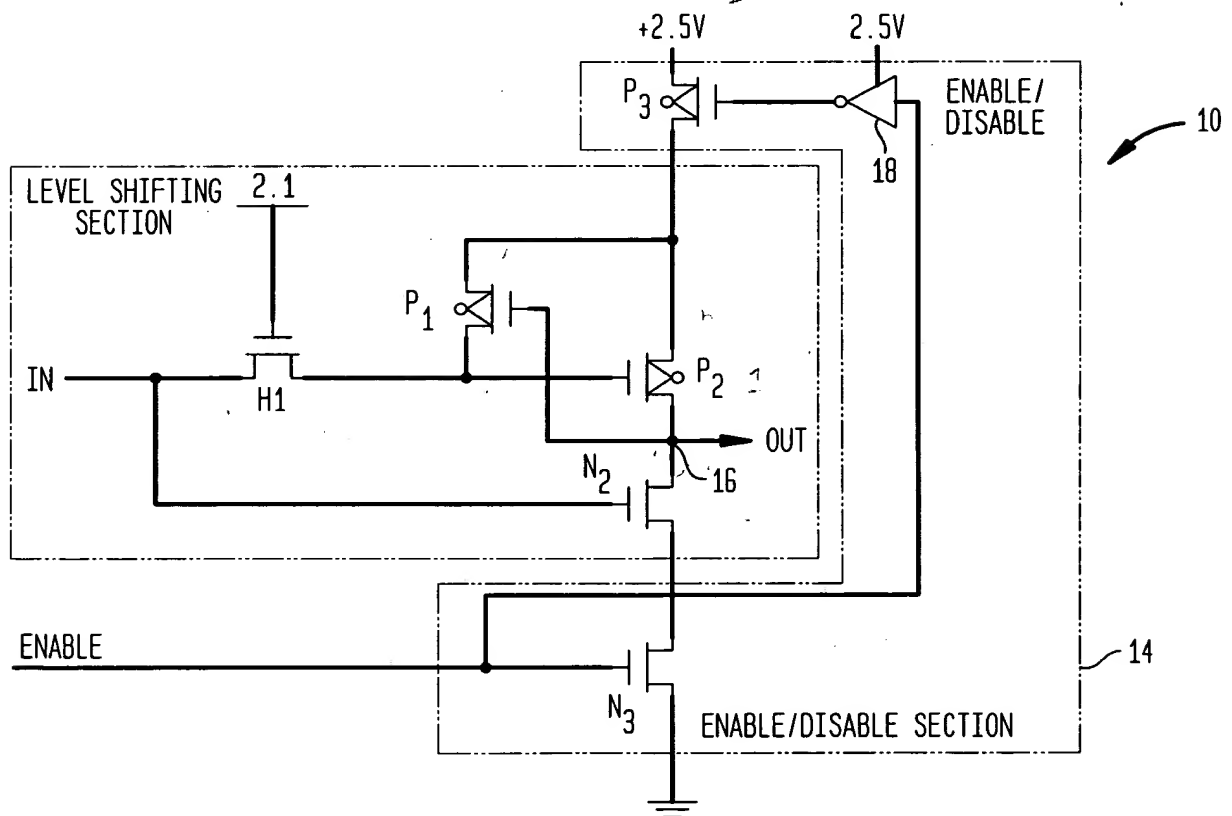 +2.5V
2.5V
P3
ENABLE/
DISABLE
10
18
LEVEL SHIFTING
SECTION
2.1
P1
IN
H1
P2
OUT
N2
16
ENABLE
14
N3
ENABLE/DISABLE SECTION